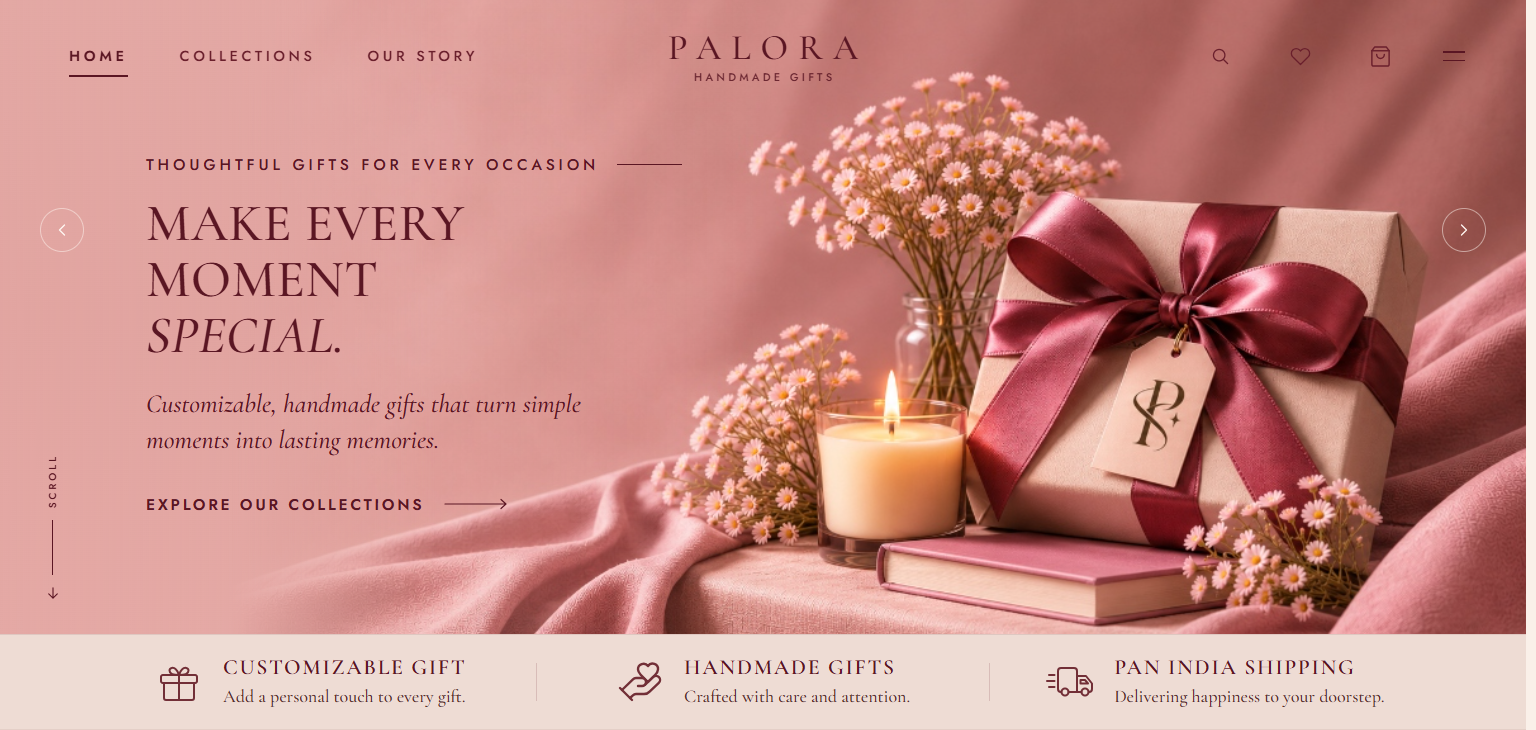 HOME COLLECTIONS OUR STORY
PALORA
HANDMADE GIFTS
THOUGHTFUL GIFTS FOR EVERY OCCASION
MAKE EVERY
MOMENT
SPECIAL.
Customizable, handmade gifts that turn simple
moments into lasting memories.
EXPLORE OUR COLLECTIONS
SCROLL
CUSTOMIZABLE GIFT
Add a personal touch to every gift.
HANDMADE GIFTS
Crafted with care and attention.
PAN INDIA SHIPPING
Delivering happiness to your doorstep.